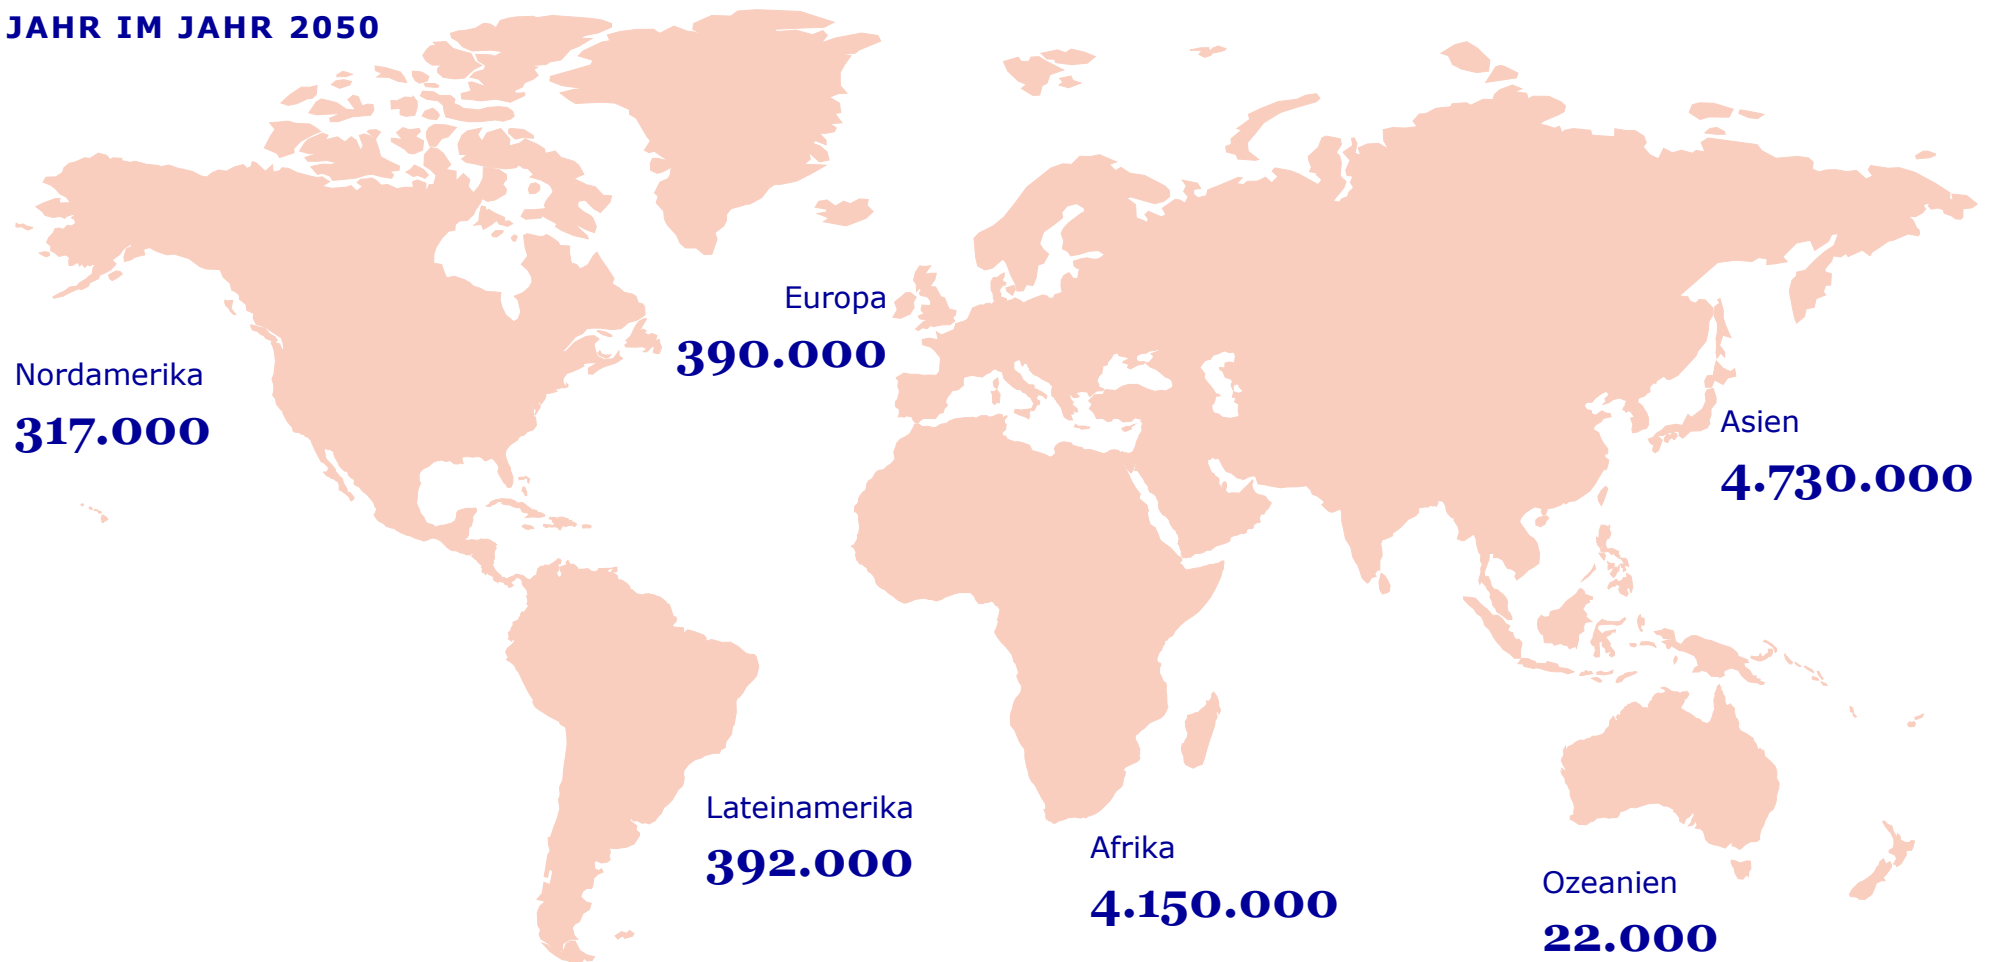 JAHR IM JAHR 2050
Europa
390.000
Nordamerika
317.000
Asien
4.730.000
Lateinamerika
392.000
Afrika
4.150.000
Ozeanien
22.000